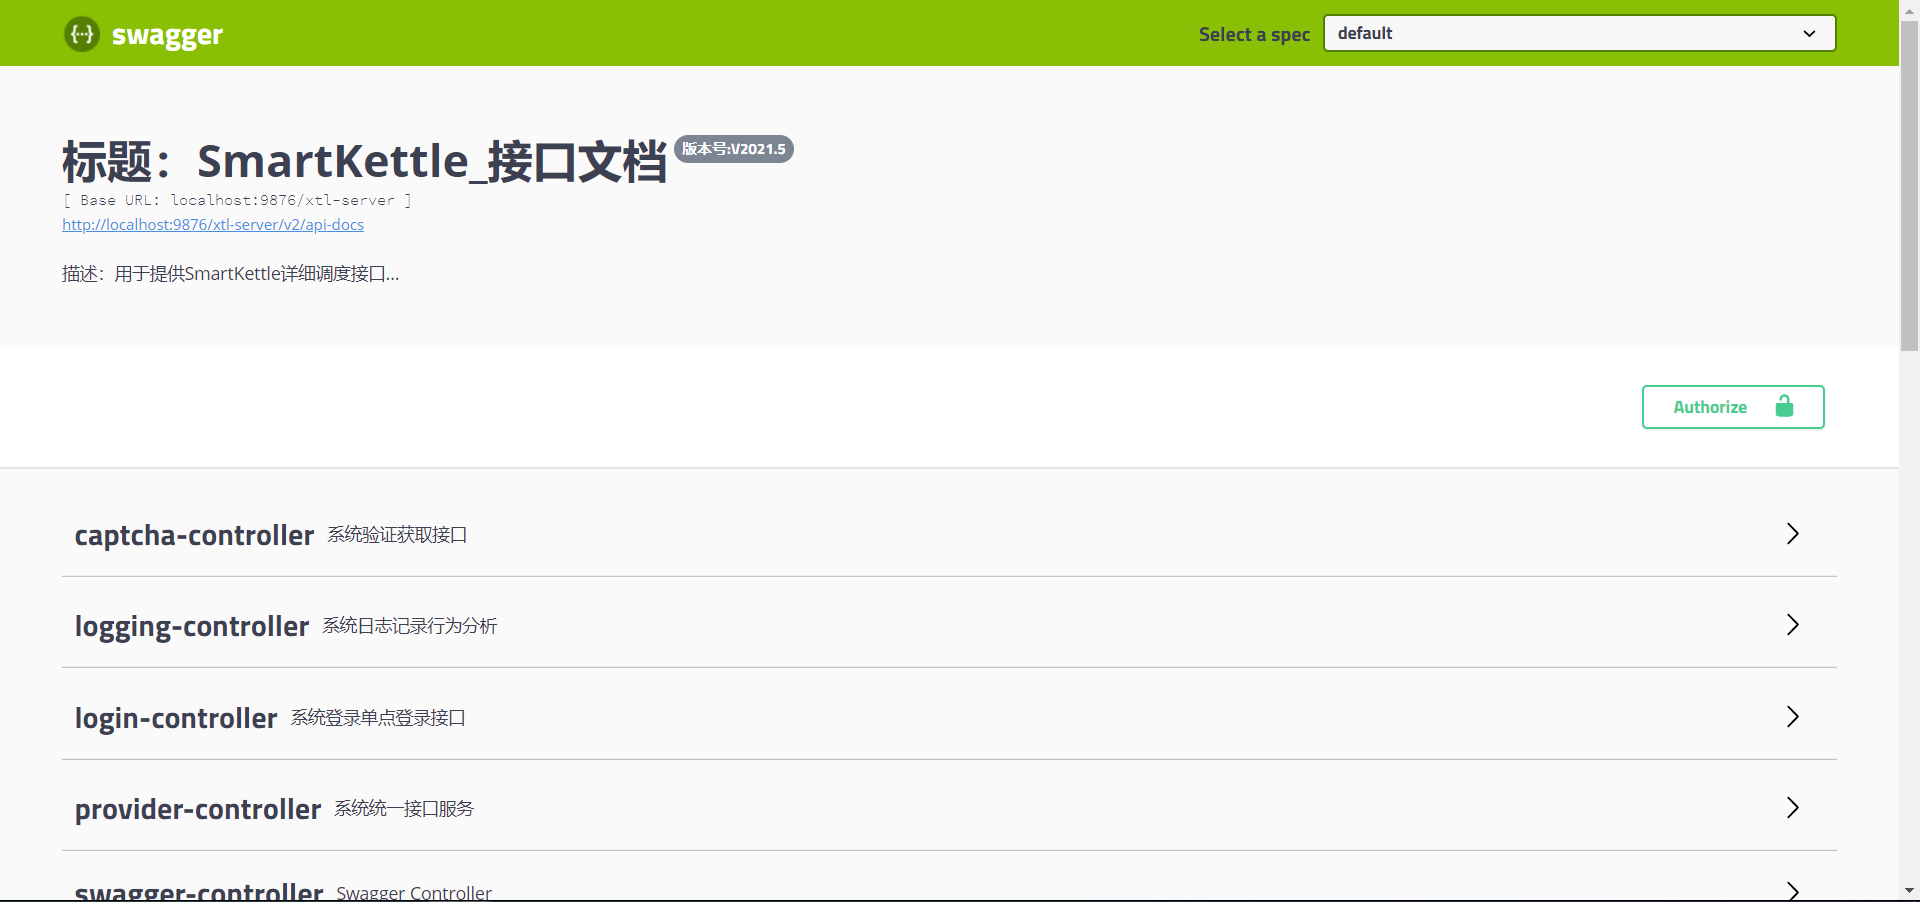 swagger
Select a spec
default
标题：SmartKettle_接口文档
版本号:V2021.5
[ Base URL: localhost:9876/xtl-server ]
http://localhost:9876/xtl-server/v2/api-docs
描述：用于提供SmartKettle详细调度接口...
Authorize
captcha-controller 系统验证获取接口
logging-controller 系统日志记录行为分析
login-controller 系统登录单点登录接口
provider-controller 系统统一接口服务
swagger-controller Swagger Controller